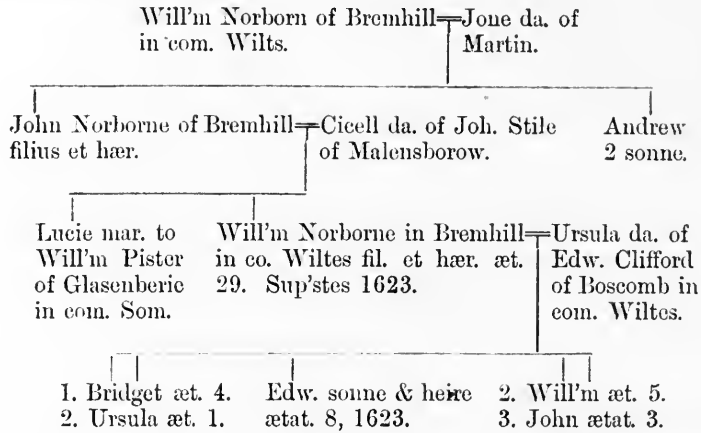 Will'm Norborn of Bremhill=Jone da. of
in com. Wilts. Martin.
John Norborne of Bremhill=Cicell da. of Joh. Stile Andrew
filius et hær. of Malensborow. 2 sonne.
Lucie mar. to Will'm Norborne in Bremhill=Ursula da. of
Will'm Pister in co. Wiltes fil. et hær. æt. Edw. Clifford
of Glasenberie 29. Sup'stes 1623. of Boscomb in
in com. Som. com. Wiltes.
1. Bridget æt. 4. Edw. sonne & heire 2. Will'm æt. 5.
2. Ursula æt. 1. ætat. 8, 1623. 3. John ætat. 3.